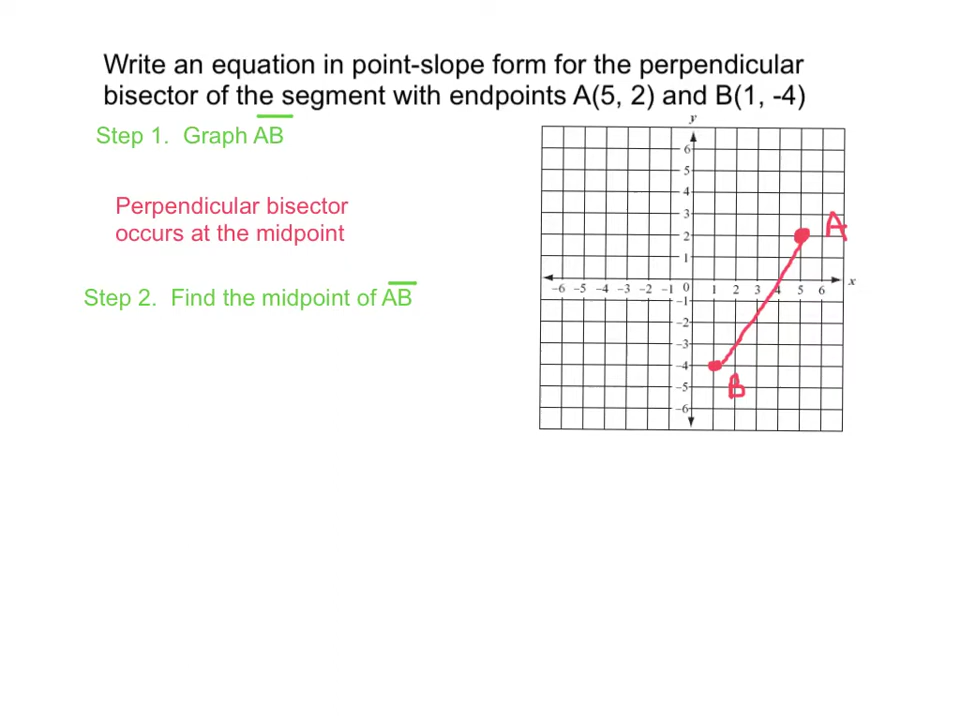 Write an equation in point-slope form for the perpendicular
bisector of the segment with endpoints A(5, 2) and B(1, -4)
Step 1.  Graph AB
Perpendicular bisector
occurs at the midpoint
Step 2.  Find the midpoint of AB
y
6
5
4
3
A
2
1
x
-6 -5 -4 -3 -2 -1 0 1 2 3 4 5 6
-1
-2
-3
-4
-5
B
-6